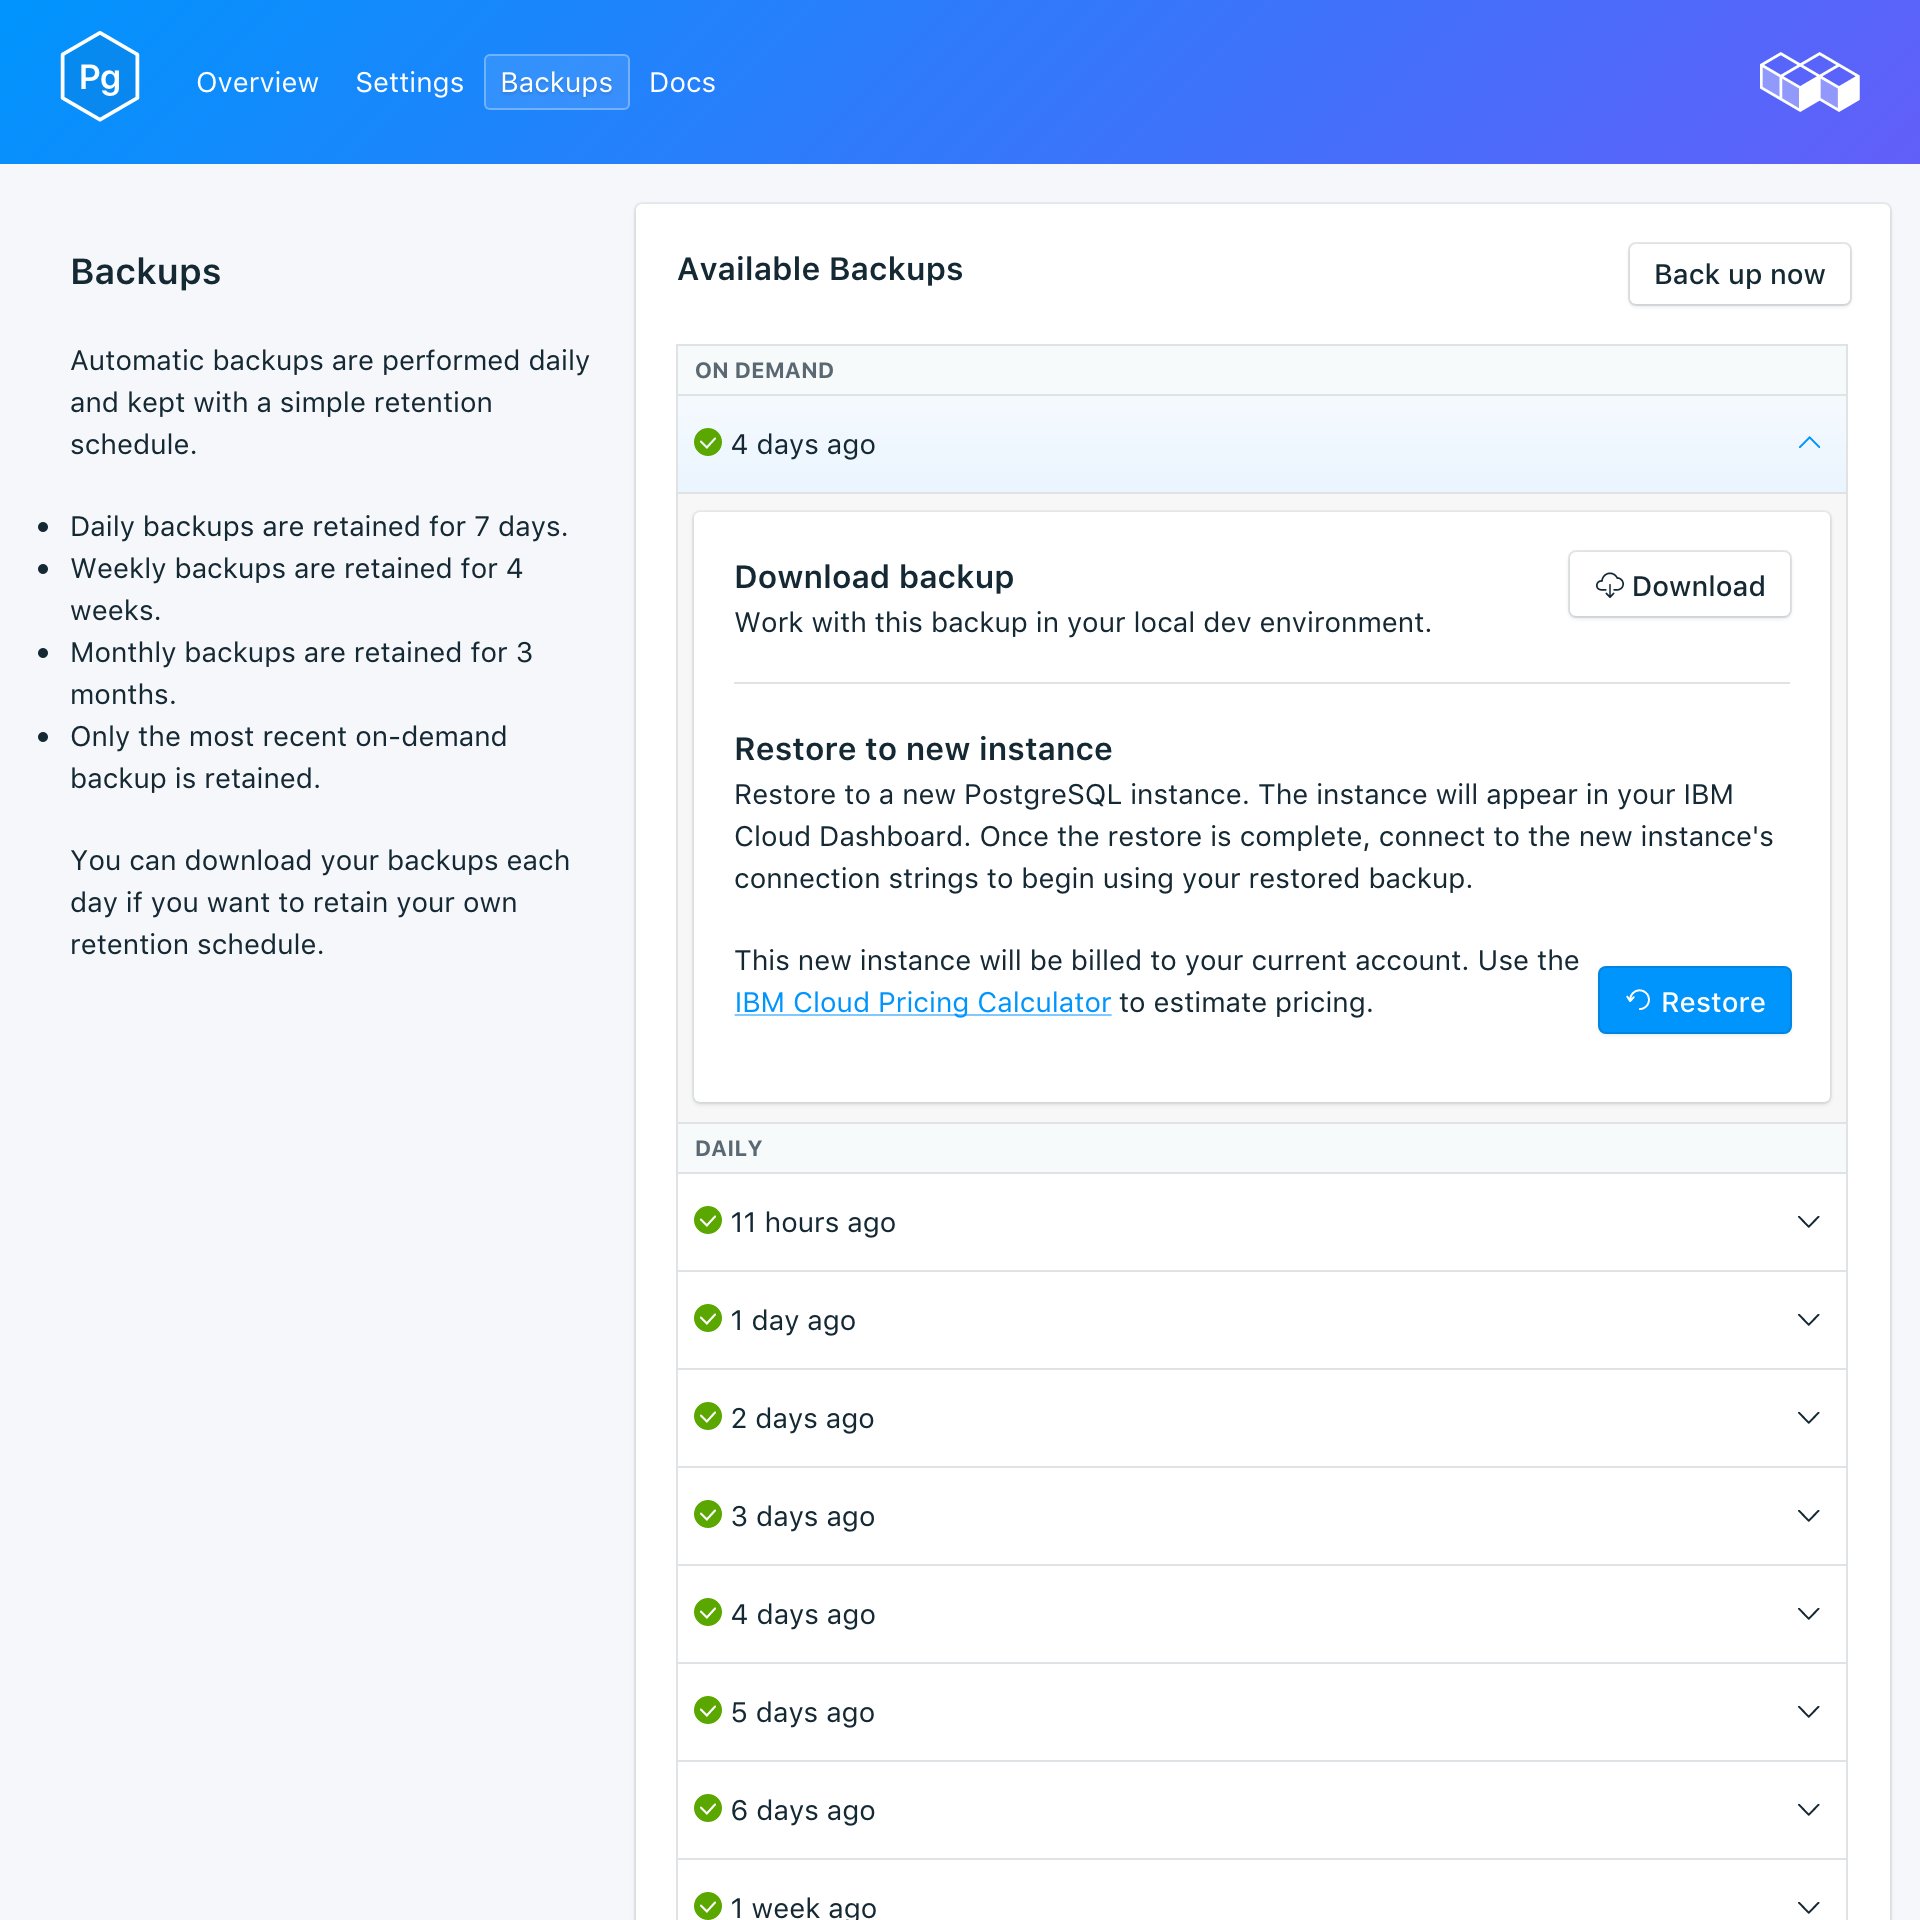 Pg
Overview
Settings
Backups
Docs
Backups
Automatic backups are performed daily
and kept with a simple retention
schedule.
Daily backups are retained for 7 days.
Weekly backups are retained for 4
weeks.
Monthly backups are retained for 3
months.
Only the most recent on-demand
backup is retained.
You can download your backups each
day if you want to retain your own
retention schedule.
Available Backups
Back up now
ON DEMAND
4 days ago
Download backup
Work with this backup in your local dev environment.
Download
Restore to new instance
Restore to a new PostgreSQL instance. The instance will appear in your IBM
Cloud Dashboard. Once the restore is complete, connect to the new instance's
connection strings to begin using your restored backup.
This new instance will be billed to your current account. Use the
IBM Cloud Pricing Calculator to estimate pricing.
Restore
DAILY
11 hours ago
1 day ago
2 days ago
3 days ago
4 days ago
5 days ago
6 days ago
1 week ago